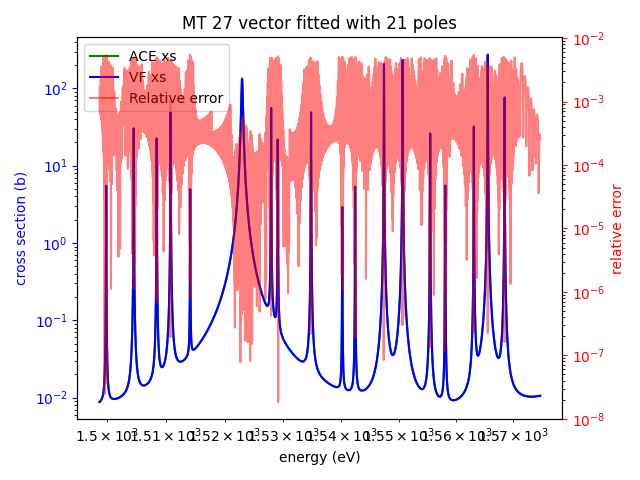 MT 27 vector fitted with 21 poles
ACE xs
VF xs
Relative error
10²
10¹
10⁰
10⁻¹
10⁻²
cross section (b)
10⁻²
10⁻³
10⁻⁴
10⁻⁵
10⁻⁶
10⁻⁷
10⁻⁸
relative error
1.5 × 10³ 1.51 × 10³ 1.52 × 10³ 1.53 × 10³ 1.54 × 10³ 1.55 × 10³ 1.56 × 10³ 1.57 × 10³
energy (eV)